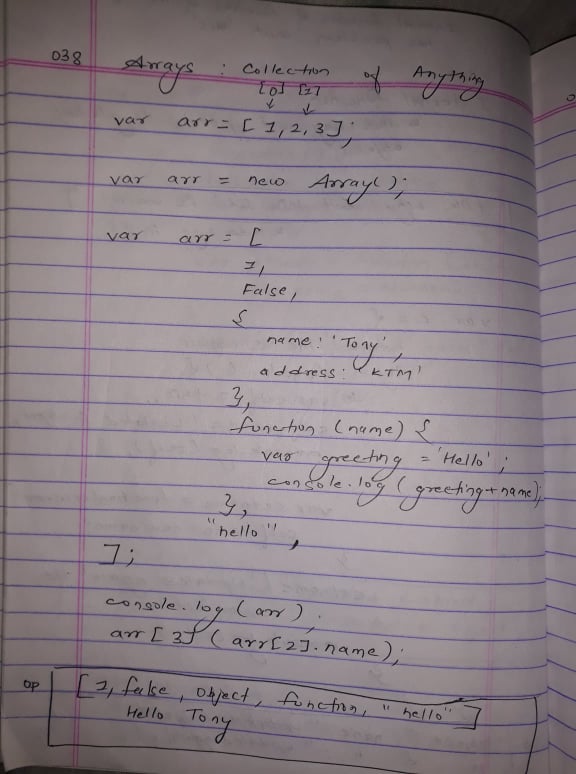 038
Arrays : Collection of Anything
[0] [1]
var arr = [ 1, 2, 3 ];
var arr = new Array();
var arr = [
1,
False,
{
name: 'Tony',
address: 'KTM'
},
function (name) {
var greeting = 'Hello';
console.log (greeting + name);
},
"hello",
];
console.log (arr);
arr [3] (arr[2].name);
op [1, false, object, function, "hello"]
Hello Tony